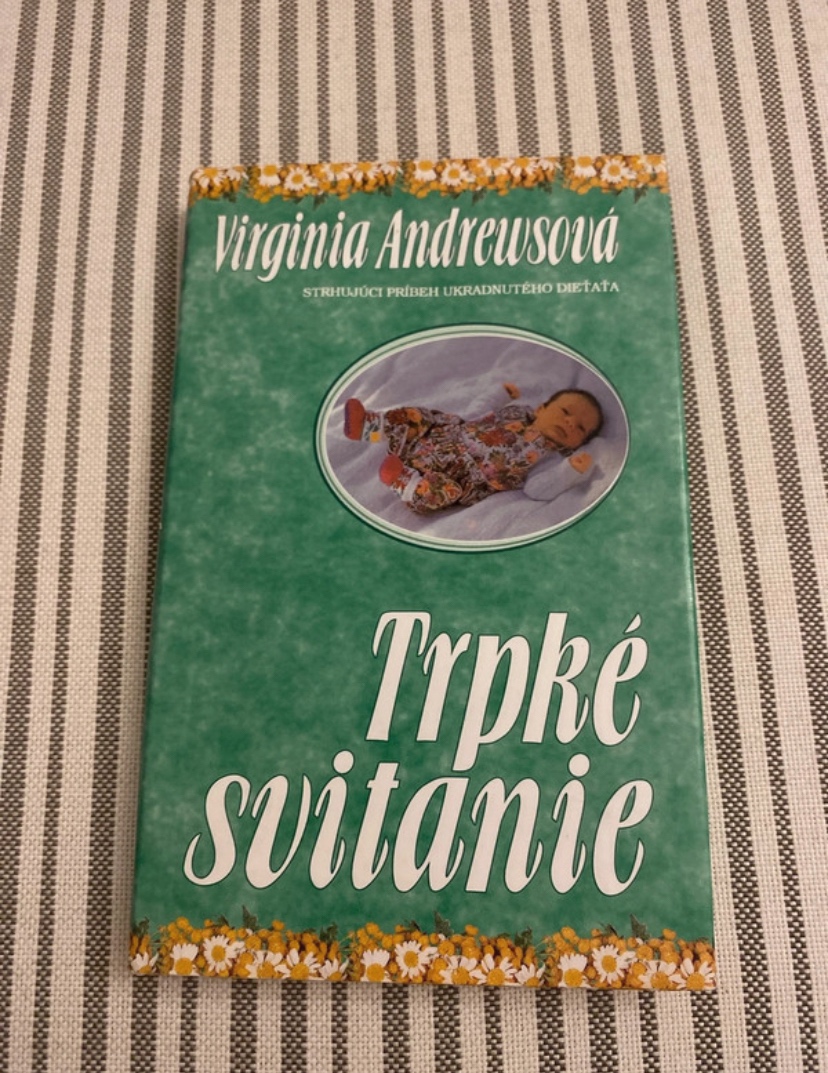 Virginia Andrewsová
STRHUJÚCI PRÍBEH UKRADNUTÉHO DIEŤAŤA
Trpké
svitanie